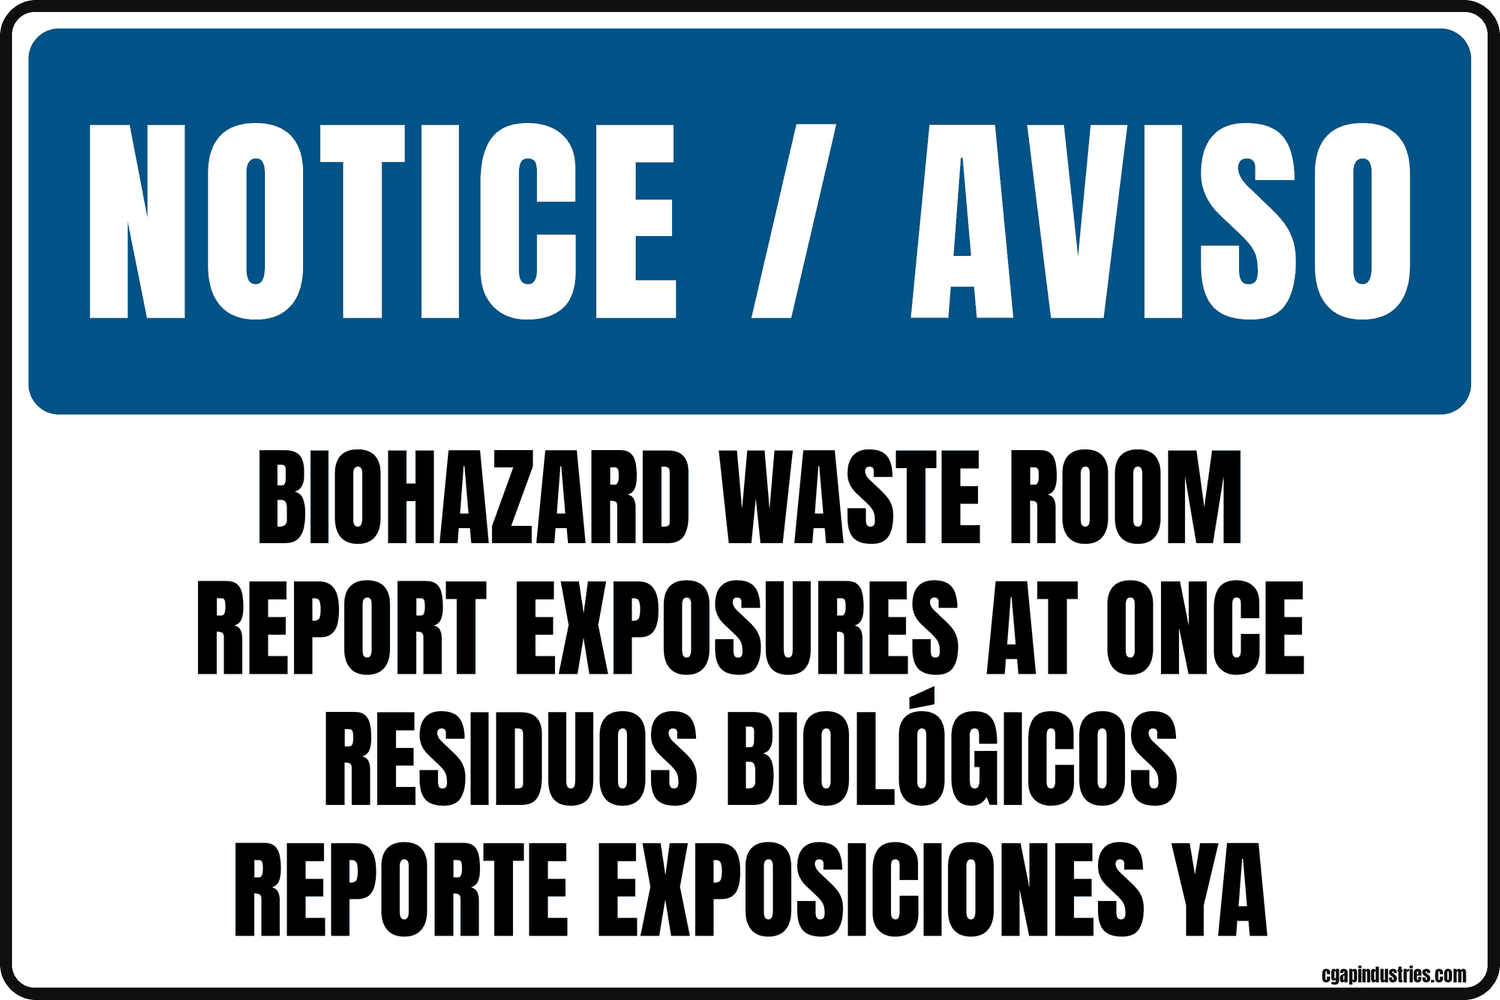 NOTICE / AVISO
BIOHAZARD WASTE ROOM
REPORT EXPOSURES AT ONCE
RESIDUOS BIOLÓGICOS
REPORTE EXPOSICIONES YA
cgapindustries.com